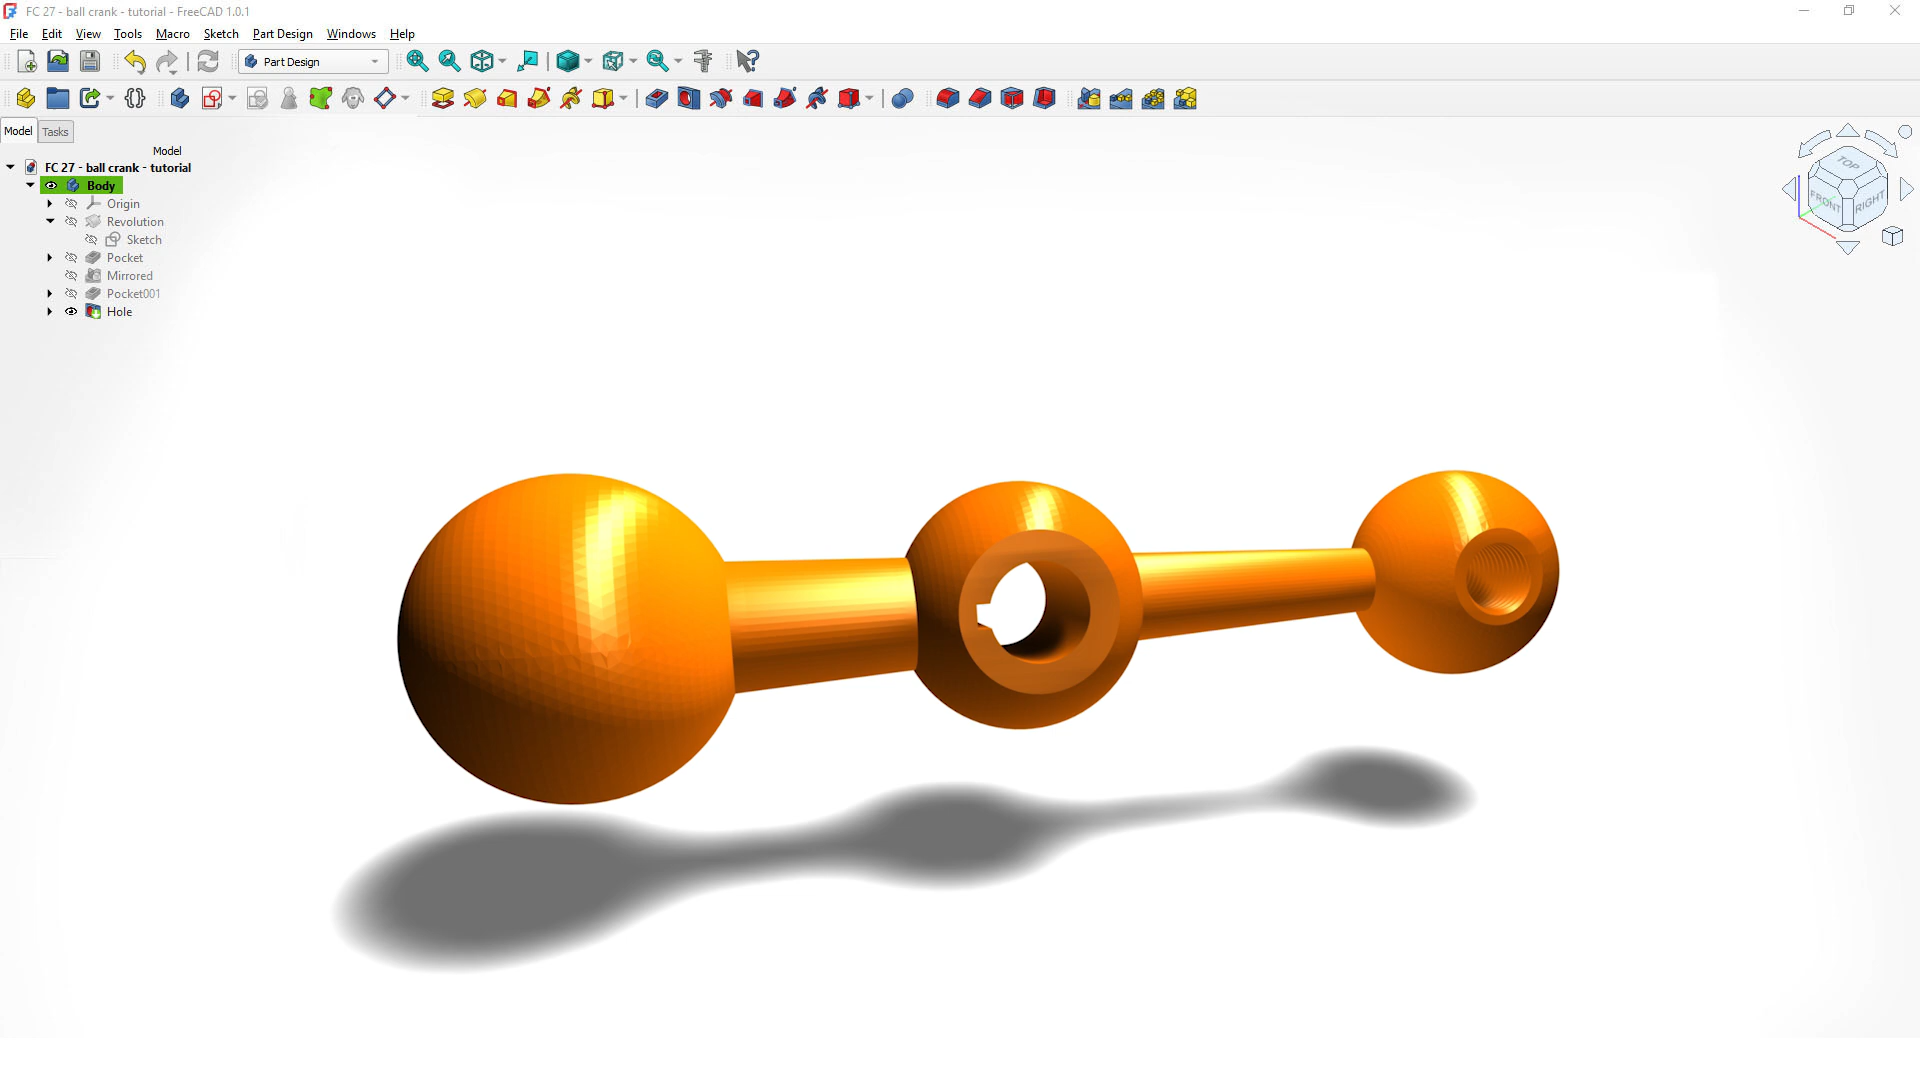 FC 27 - ball crank - tutorial - FreeCAD 1.0.1
File Edit View Tools Macro Sketch Part Design Windows Help
Part Design
Model Tasks
Model
FC 27 - ball crank - tutorial
Body
Origin
Revolution
Sketch
Pocket
Mirrored
Pocket001
Hole
TOP
FRONT RIGHT